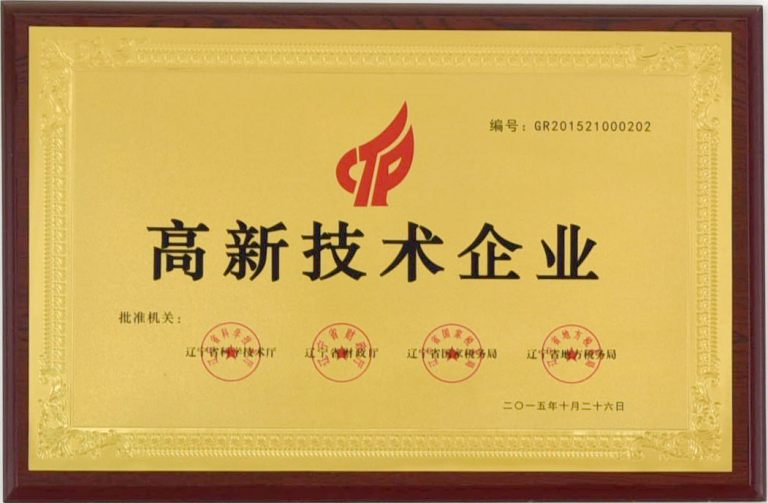 编号：GR201521000202
CTP
高新技术企业
批准机关：
辽宁省科学技术厅 辽宁省财政厅 辽宁省国家税务局 辽宁省地方税务局
二〇一五年十月二十六日